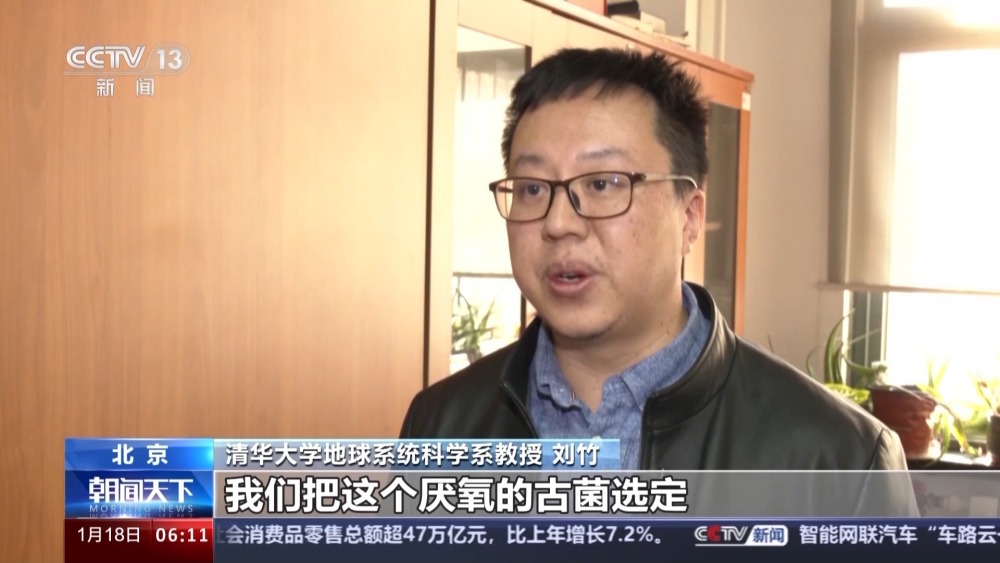 CCTV 13
新闻
北京
清华大学地球系统科学系教授 刘竹
朝闻天下
MORNING NEWS
我们把这个厌氧的古菌选定
1月18日 06:11
会消费品零售总额超47万亿元，比上年增长7.2%。 CCTV新闻 智能网联汽车“车路云